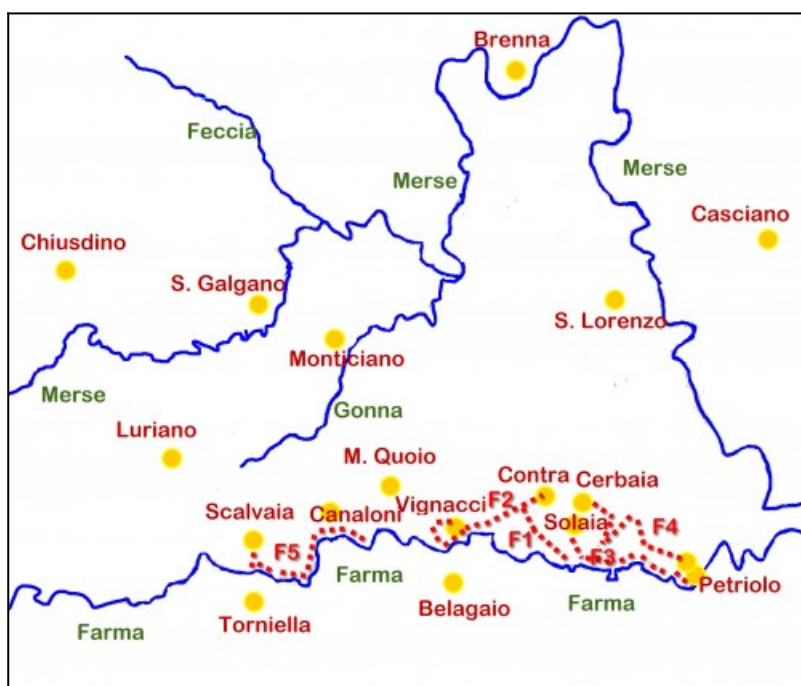 Brenna
Feccia
Merse
Merse
Casciano
Chiusdino
S. Galgano
S. Lorenzo
Monticiano
Merse
Gonna
Luriano
M. Quoio
Contra
Cerbaia
Scalvaia
Canaloni
Vignacci
F2
Solaia
F4
F1
F5
F3
Farma
Petriolo
Belagaio
Farma
Torniella
Farma